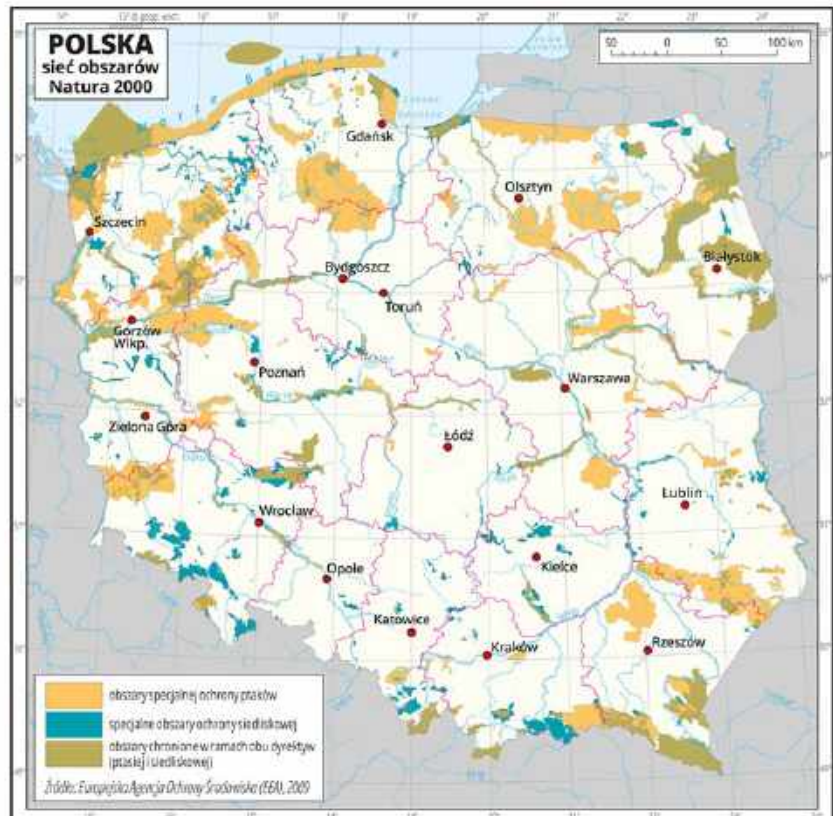 POLSKA
sieć obszarów
Natura 2000
50 0 50 100 km
Gdańsk
Olsztyn
Szczecin
Białystok
Bydgoszcz
Toruń
Gorzów
Wlkp.
Poznań
Warszawa
Zielona Góra
Łódź
Lublin
Wrocław
Kielce
Opole
Katowice
Kraków
Rzeszów
obszary specjalnej ochrony ptaków
specjalne obszary ochrony siedliskowej
obszary chronione w ramach obu dyrektyw
(ptasiej i siedliskowej)
Źródło: Europejska Agencja Ochrony Środowiska (EEA), 2009